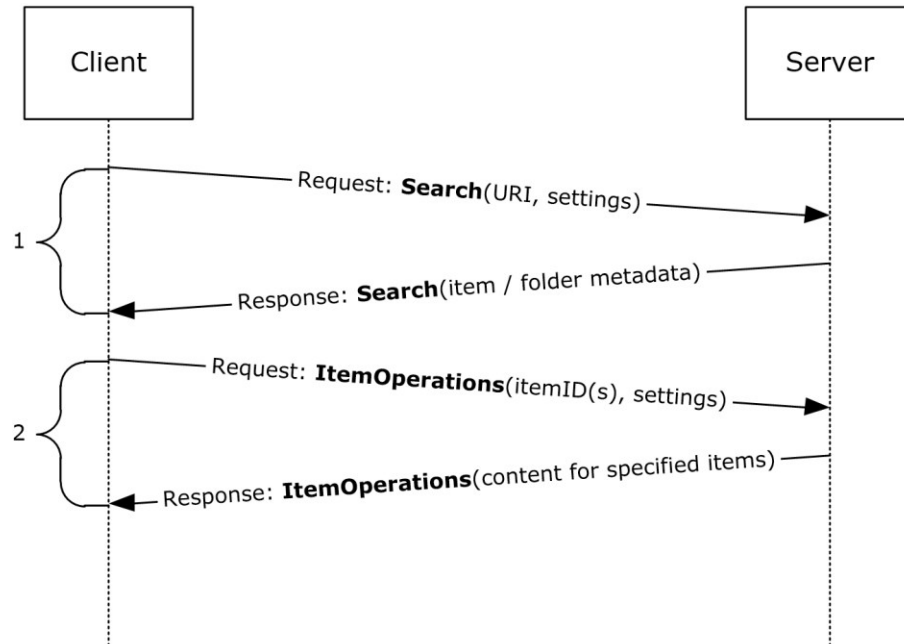 Client
Server
Request: Search(URI, settings)
1
Response: Search(item / folder metadata)
Request: ItemOperations(itemID(s), settings)
2
Response: ItemOperations(content for specified items)